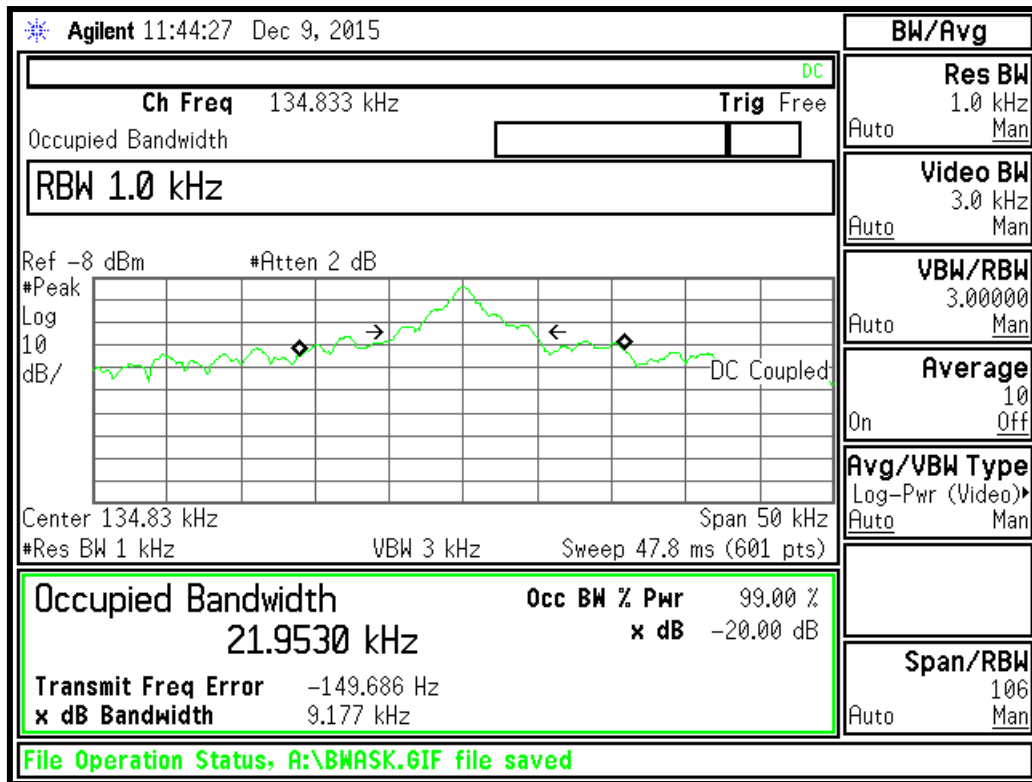 Agilent 11:44:27 Dec 9, 2015
DC
Ch Freq 134.833 kHz Trig Free
Occupied Bandwidth
RBW 1.0 kHz
Ref -8 dBm #Atten 2 dB
#Peak
Log
10
dB/
DC Coupled
Center 134.83 kHz Span 50 kHz
#Res BW 1 kHz VBW 3 kHz Sweep 47.8 ms (601 pts)
Occupied Bandwidth
21.9530 kHz
Occ BW % Pwr 99.00 %
x dB -20.00 dB
Transmit Freq Error -149.686 Hz
x dB Bandwidth 9.177 kHz
File Operation Status, A:\BWASK.GIF file saved
BW/Avg
Res BW
1.0 kHz
Auto Man
Video BW
3.0 kHz
Auto Man
VBW/RBW
3.00000
Auto Man
Average
10
On Off
Avg/VBW Type
Log-Pwr (Video)
Auto Man
Span/RBW
106
Auto Man